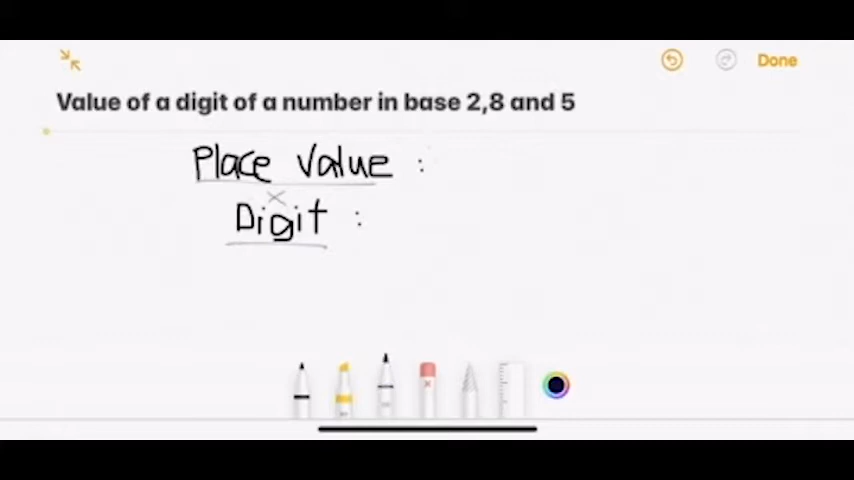 Done
Value of a digit of a number in base 2,8 and 5
Place Value :
×
Digit :